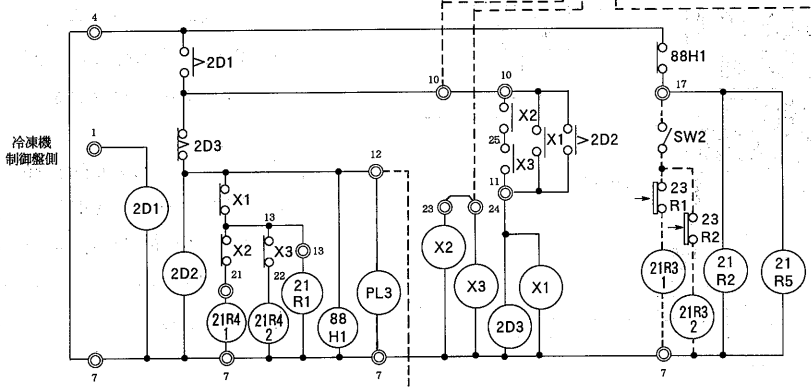 4
2D1
10
10
88H1
17
X2
25
X1
2D2
X3
11
SW2
冷凍機
制御盤側
1
2D3
12
X1
13
X2
X3
13
21
22
23
24
23
R1
23
R2
2D1
2D2
21R4
1
21R4
2
21
R1
88
H1
PL3
X2
X3
2D3
X1
21R3
1
21R3
2
21
R2
21
R5
7
7
7
7